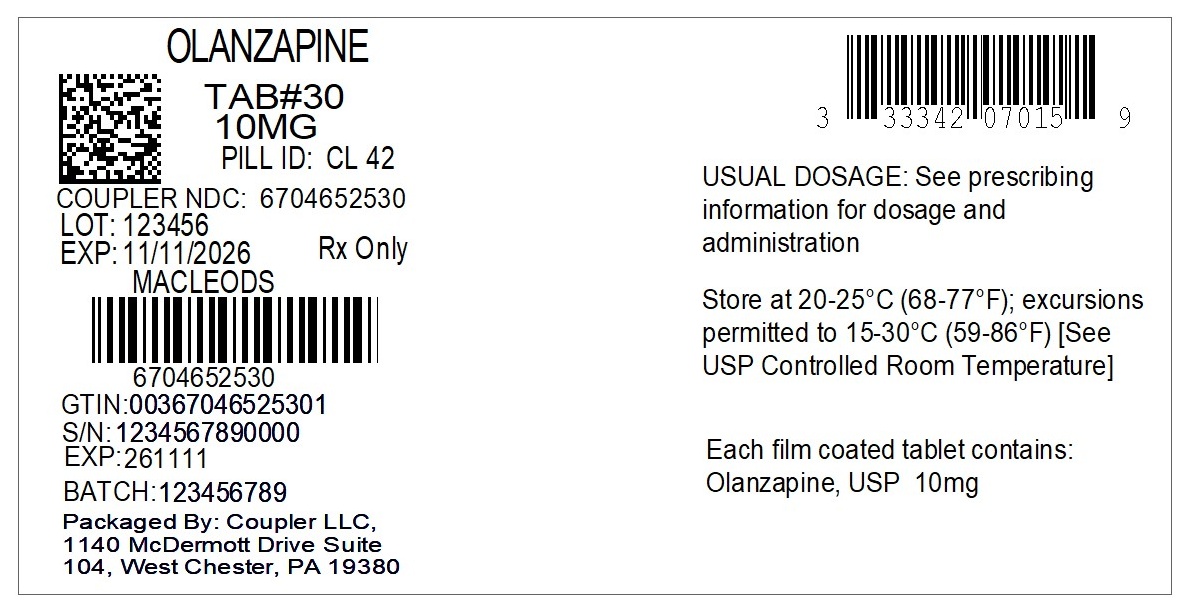 OLANZAPINE
TAB#30
10MG
PILL ID: CL 42
COUPLER NDC: 6704652530
LOT: 123456
EXP: 11/11/2026
Rx Only
MACLEODS
6704652530
GTIN:00367046525301
S/N: 1234567890000
EXP:261111
BATCH:123456789
Packaged By: Coupler LLC,
1140 McDermott Drive Suite
104, West Chester, PA 19380
3 33342 07015 9
USUAL DOSAGE: See prescribing
information for dosage and
administration
Store at 20-25°C (68-77°F); excursions
permitted to 15-30°C (59-86°F) [See
USP Controlled Room Temperature]
Each film coated tablet contains:
Olanzapine, USP 10mg